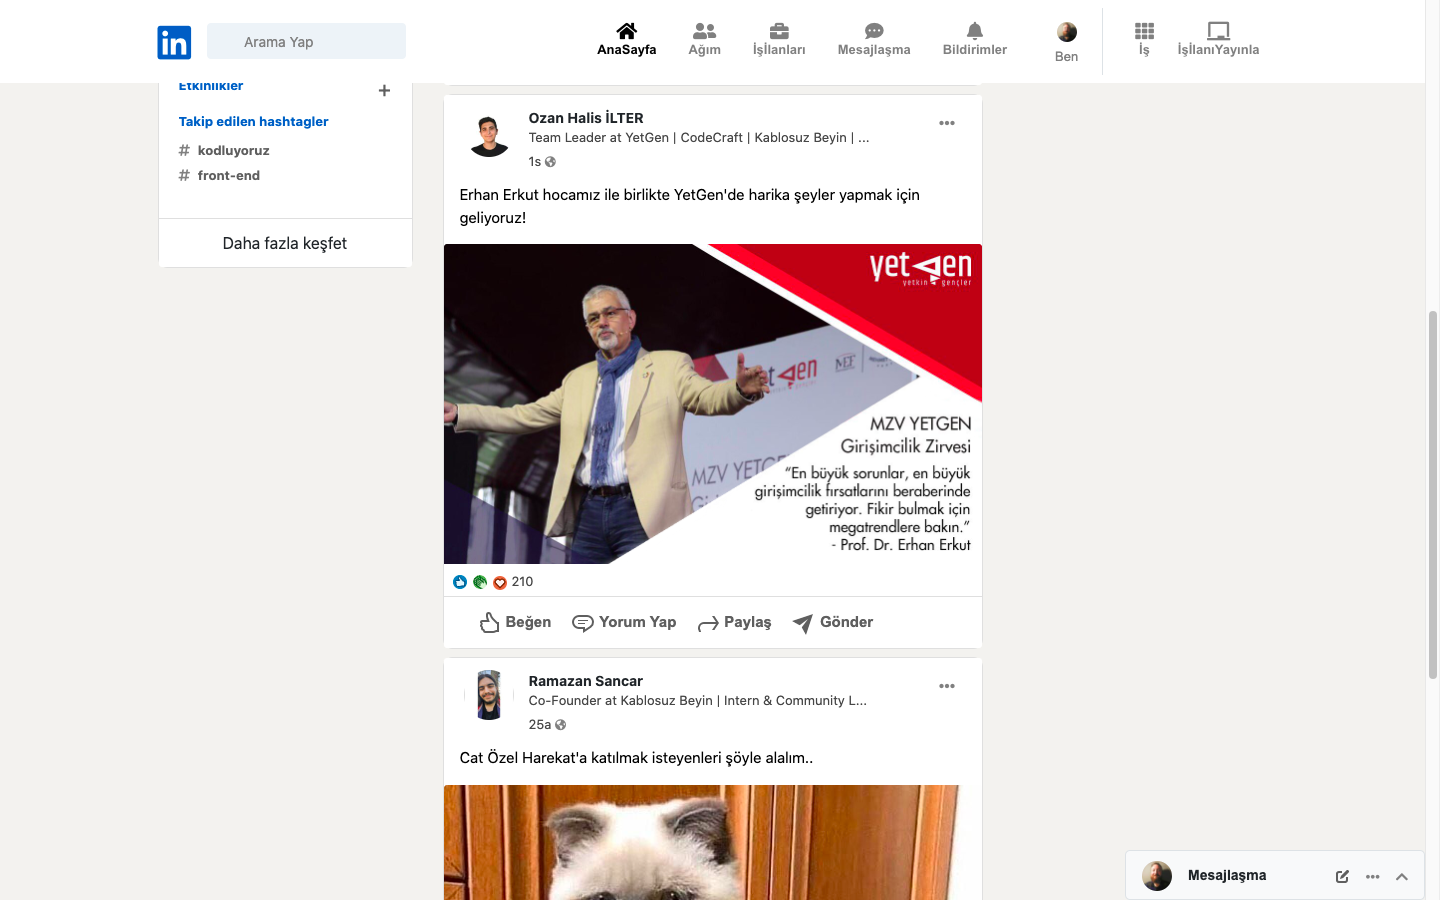 in
Arama Yap
AnaSayfa
Ağım
İşİlanları
Mesajlaşma
Bildirimler
Ben
İş
İşİlanıYayınla
Etkinlikler
+
Takip edilen hashtagler
# kodluyoruz
# front-end
Daha fazla keşfet
Ozan Halis İLTER
Team Leader at YetGen | CodeCraft | Kablosuz Beyin | ...
1s
Erhan Erkut hocamız ile birlikte YetGen'de harika şeyler yapmak için
geliyoruz!
yetgen
yetkin gençler
MEF
MZV YETGEN
Girişimcilik Zirvesi
“En büyük sorunlar, en büyük
girişimcilik fırsatlarını beraberinde
getiriyor. Fikir bulmak için
megatrendlere bakın.”
- Prof. Dr. Erhan Erkut
210
Beğen
Yorum Yap
Paylaş
Gönder
Ramazan Sancar
Co-Founder at Kablosuz Beyin | Intern & Community L...
25a
Cat Özel Harekat'a katılmak isteyenleri şöyle alalım..
Mesajlaşma